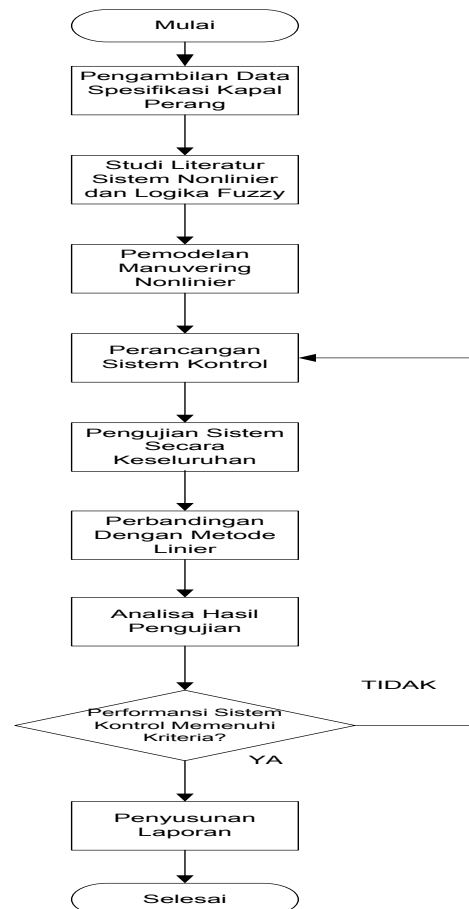 Mulai
Pengambilan Data
Spesifikasi Kapal
Perang
Studi Literatur
Sistem Nonlinier
dan Logika Fuzzy
Pemodelan
Manuvering
Nonlinier
Perancangan
Sistem Kontrol
Pengujian Sistem
Secara
Keseluruhan
Perbandingan
Dengan Metode
Linier
Analisa Hasil
Pengujian
TIDAK
Performansi Sistem
Kontrol Memenuhi
Kriteria?
YA
Penyusunan
Laporan
Selesai